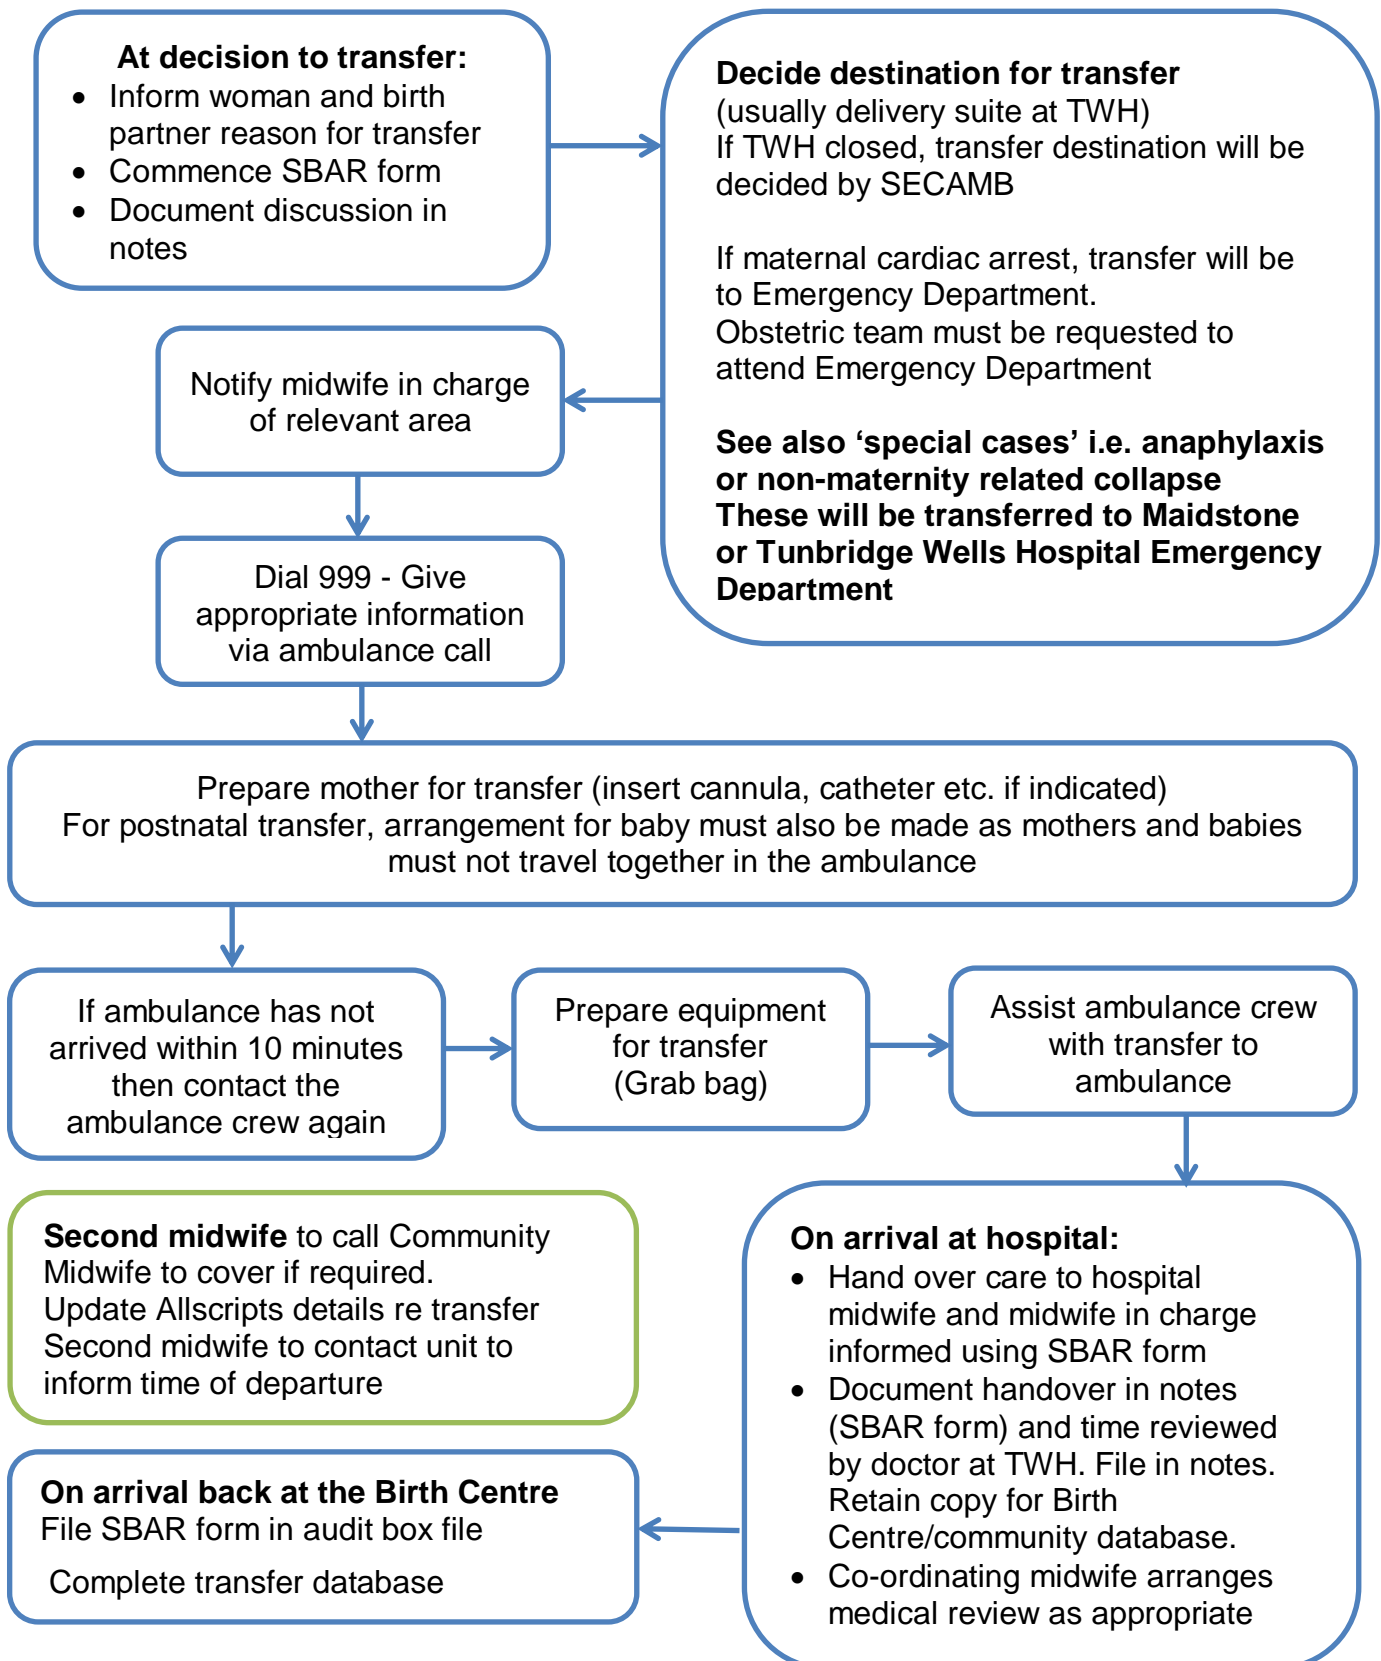 At decision to transfer:
• Inform woman and birth
partner reason for transfer
• Commence SBAR form
• Document discussion in
notes
Decide destination for transfer
(usually delivery suite at TWH)
If TWH closed, transfer destination will be
decided by SECAMB
If maternal cardiac arrest, transfer will be
to Emergency Department.
Obstetric team must be requested to
attend Emergency Department
See also ‘special cases’ i.e. anaphylaxis
or non-maternity related collapse
These will be transferred to Maidstone
or Tunbridge Wells Hospital Emergency
Department
Notify midwife in charge
of relevant area
Dial 999 - Give
appropriate information
via ambulance call
Prepare mother for transfer (insert cannula, catheter etc. if indicated)
For postnatal transfer, arrangement for baby must also be made as mothers and babies
must not travel together in the ambulance
If ambulance has not
arrived within 10 minutes
then contact the
ambulance crew again
Prepare equipment
for transfer
(Grab bag)
Assist ambulance crew
with transfer to
ambulance
Second midwife to call Community
Midwife to cover if required.
Update Allscripts details re transfer
Second midwife to contact unit to
inform time of departure
On arrival at hospital:
• Hand over care to hospital
midwife and midwife in charge
informed using SBAR form
• Document handover in notes
(SBAR form) and time reviewed
by doctor at TWH. File in notes.
Retain copy for Birth
Centre/community database.
• Co-ordinating midwife arranges
medical review as appropriate
On arrival back at the Birth Centre
File SBAR form in audit box file
Complete transfer database